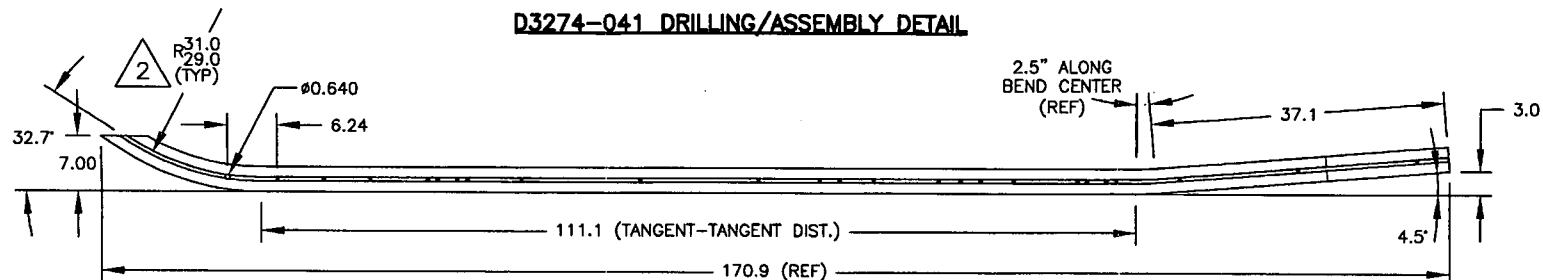 D3274-041 DRILLING/ASSEMBLY DETAIL
2
R31.0
29.0
(TYP)
Ø0.640
6.24
2.5" ALONG
BEND CENTER
(REF)
37.1
3.0
32.7°
7.00
111.1 (TANGENT-TANGENT DIST.)
4.5°
170.9 (REF)